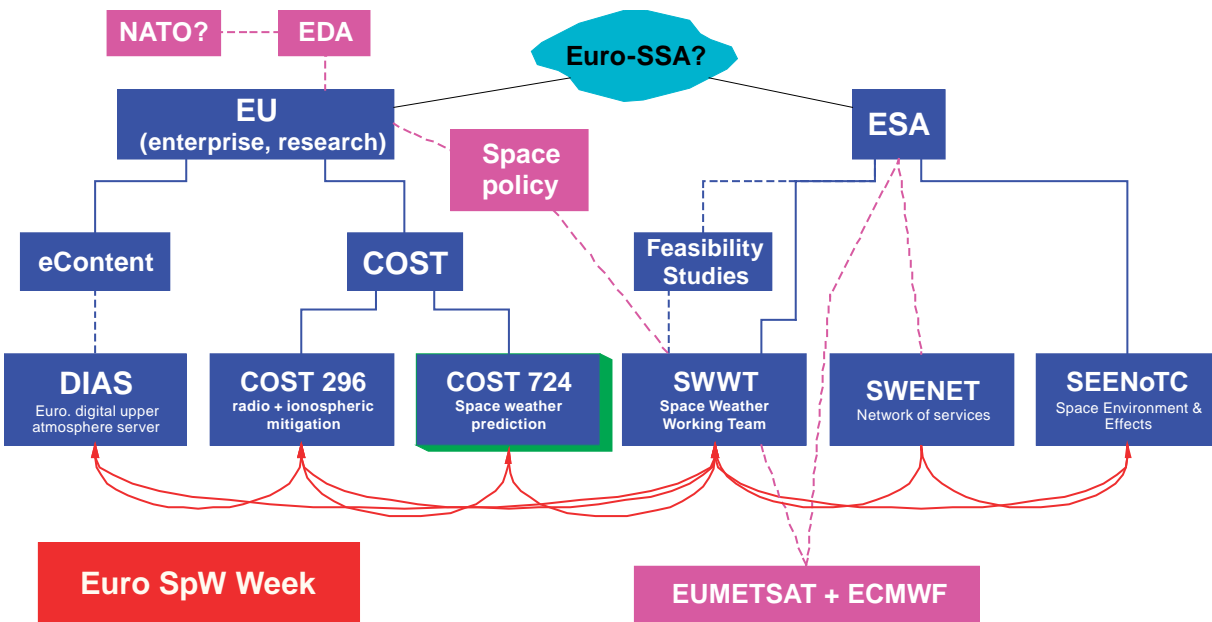 NATO?
EDA
Euro-SSA?
EU
(enterprise, research)
ESA
Space
policy
eContent
COST
Feasibility
Studies
DIAS
Euro. digital upper
atmosphere server
COST 296
radio + ionospheric
mitigation
COST 724
Space weather
prediction
SWWT
Space Weather
Working Team
SWENET
Network of services
SEENoTC
Space Environment &
Effects
Euro SpW Week
EUMETSAT + ECMWF